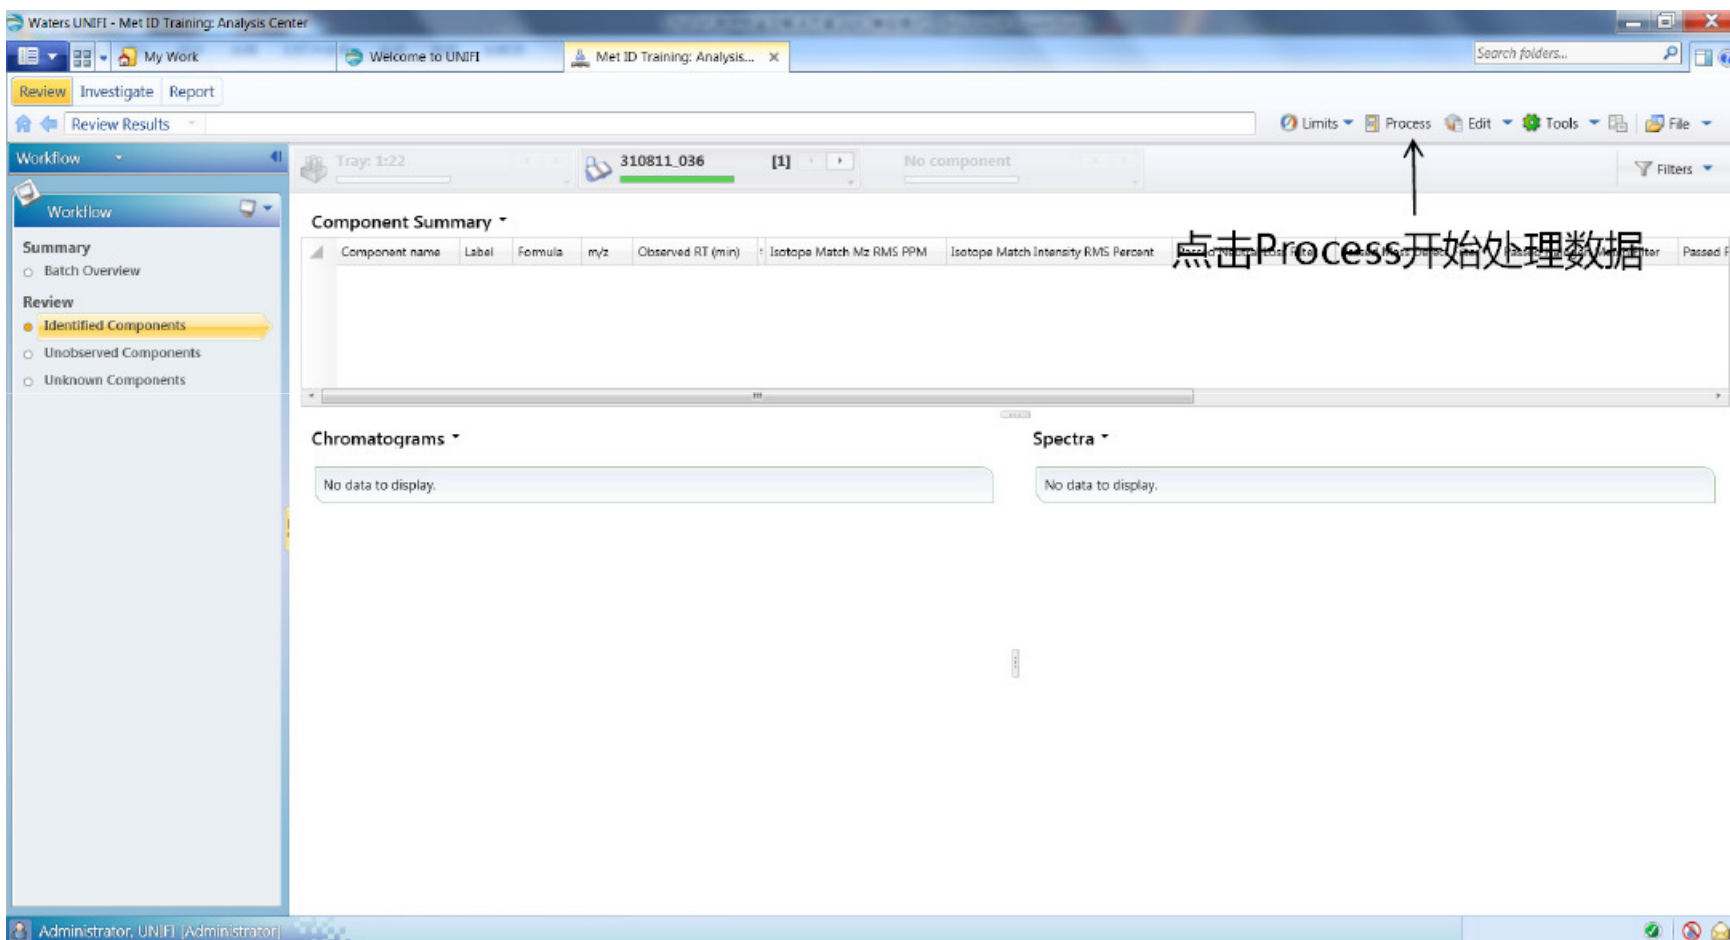 Waters UNIFI - Met ID Training: Analysis Center
My Work
Welcome to UNIFI
Met ID Training: Analysis...
Search folders...
Review Investigate Report
Review Results
Limits Process Edit Tools File
Workflow
Tray: 1:22
310811_036 [1]
No component
Filters
Workflow
Component Summary
Summary
Component name Label Formula m/z Observed RT (min) Isotope Match Mz RMS PPM Isotope Match Intensity RMS Percent
点击Process开始处理数据
Batch Overview
Review
Identified Components
Unobserved Components
Unknown Components
Chromatograms
Spectra
No data to display.
No data to display.
Administrator, UNIFI [Administrator]